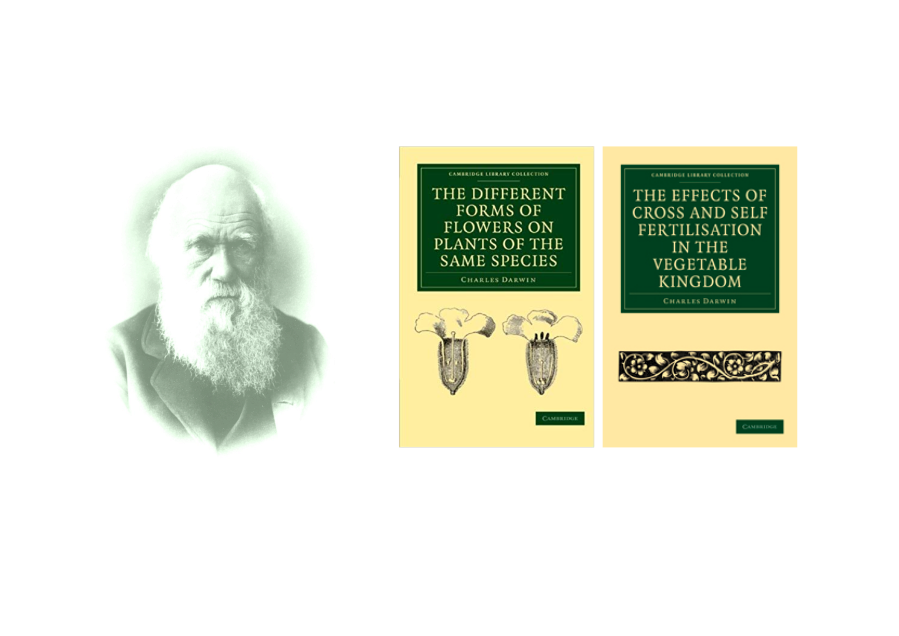 CAMBRIDGE LIBRARY COLLECTION
THE DIFFERENT
FORMS OF
FLOWERS ON
PLANTS OF THE
SAME SPECIES
CHARLES DARWIN
CAMBRIDGE
CAMBRIDGE LIBRARY COLLECTION
THE EFFECTS OF
CROSS AND SELF
FERTILISATION
IN THE
VEGETABLE
KINGDOM
CHARLES DARWIN
CAMBRIDGE